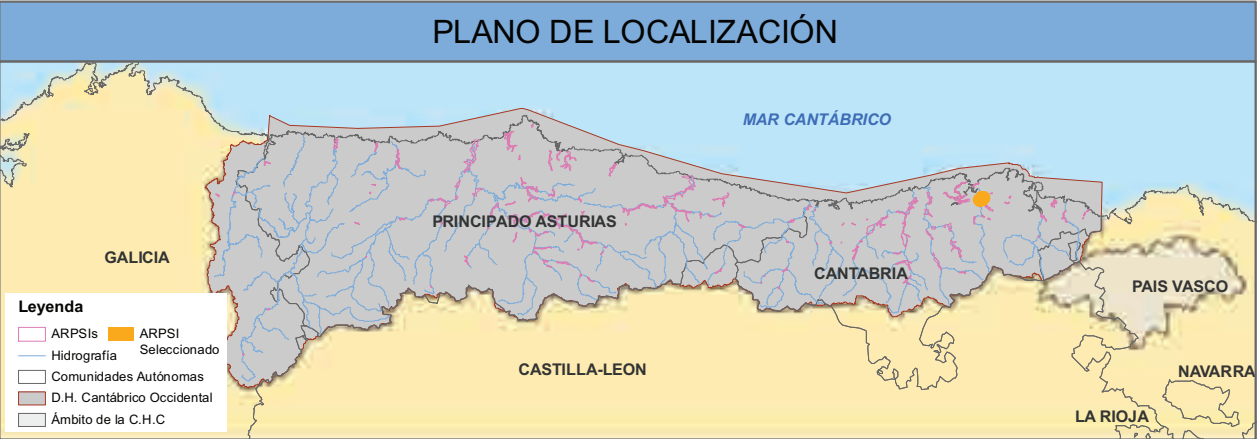 PLANO DE LOCALIZACIÓN
MAR CANTÁBRICO
PRINCIPADO ASTURIAS
GALICIA
CANTABRIA
PAIS VASCO
CASTILLA-LEON
NAVARRA
LA RIOJA
Leyenda
ARPSIs
ARPSI
Seleccionado
Hidrografía
Comunidades Autónomas
D.H. Cantábrico Occidental
Ámbito de la C.H.C